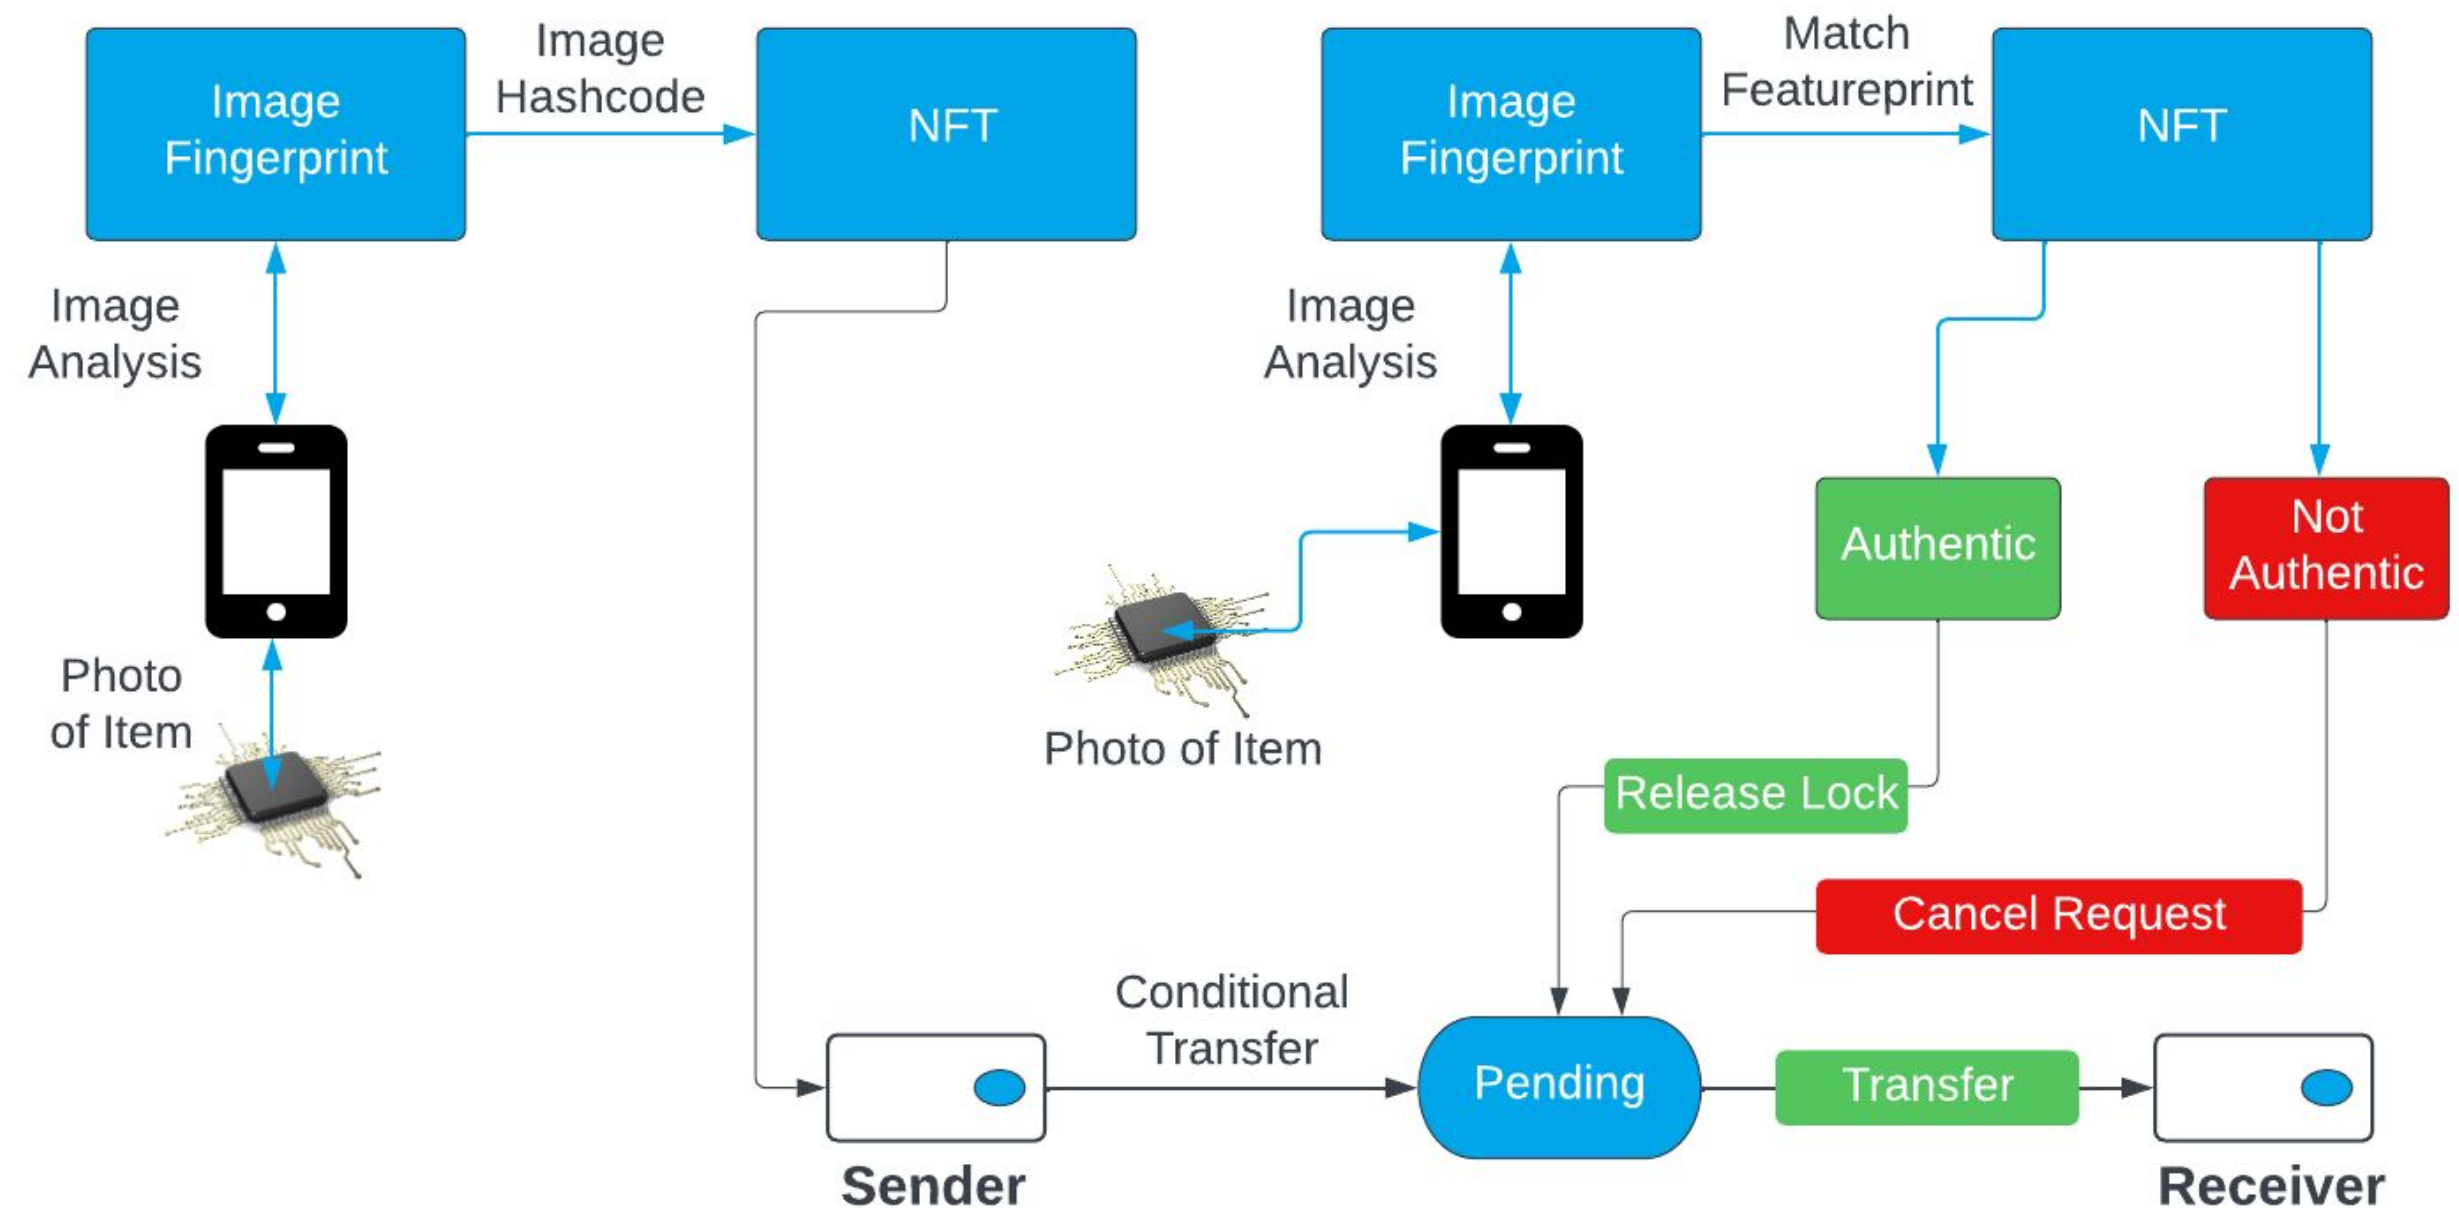 Image
Fingerprint
Image
Hashcode
NFT
Image
Analysis
Photo
of Item
Image
Fingerprint
Match
Featureprint
NFT
Image
Analysis
Photo of Item
Authentic
Not
Authentic
Release Lock
Cancel Request
Conditional
Transfer
Pending
Transfer
Sender
Receiver